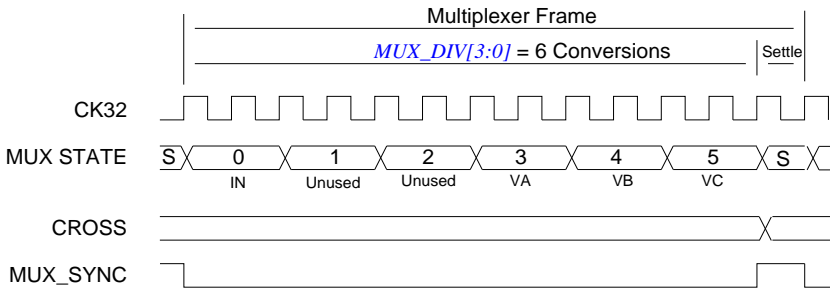 Multiplexer Frame
MUX_DIV[3:0] = 6 Conversions
Settle
CK32
MUX STATE S 0 1 2 3 4 5 S
IN Unused Unused VA VB VC
CROSS
MUX_SYNC